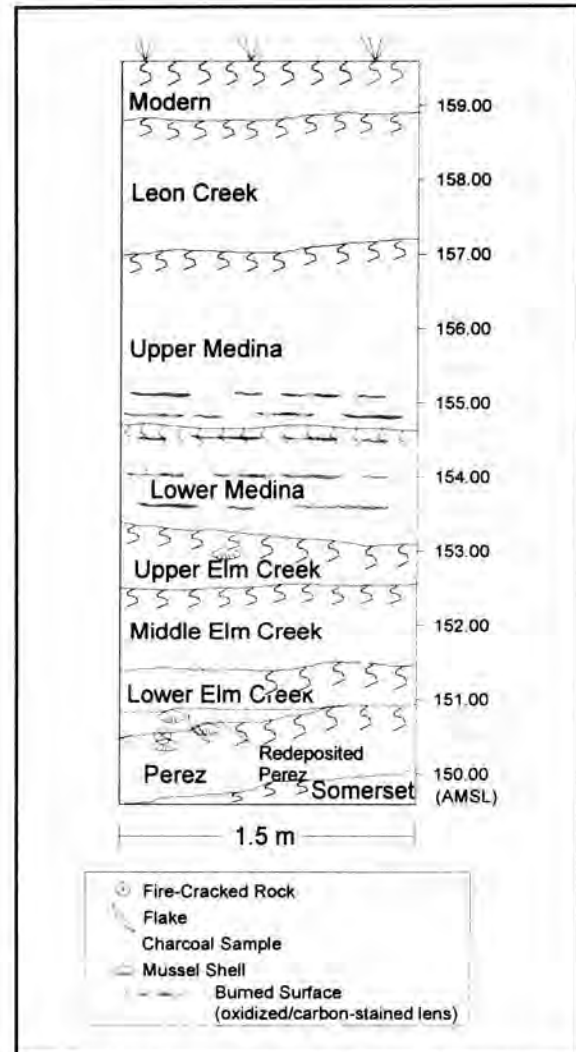 Modern
159.00
158.00
Leon Creek
157.00
156.00
Upper Medina
155.00
154.00
Lower Medina
153.00
Upper Elm Creek
152.00
Middle Elm Creek
Lower Elm Creek
151.00
Redeposited
Perez
Perez
150.00
Somerset
(AMSL)
1.5 m
Fire-Cracked Rock
Flake
Charcoal Sample
Mussel Shell
Burned Surface
(oxidized/carbon-stained lens)